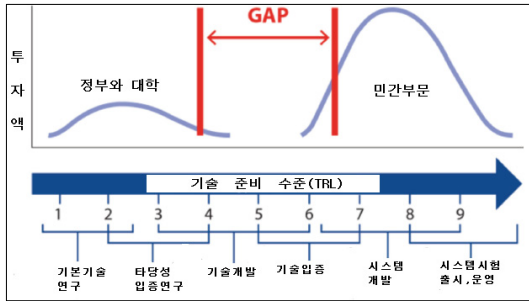 GAP
투
자
액
정부와 대학
민간부문
기술 준비 수준(TRL)
1 2 3 4 5 6 7 8 9
기본기술
연구
타당성
입증연구
기술개발
기술입증
시스템
개발
시스템시험
출시,운영